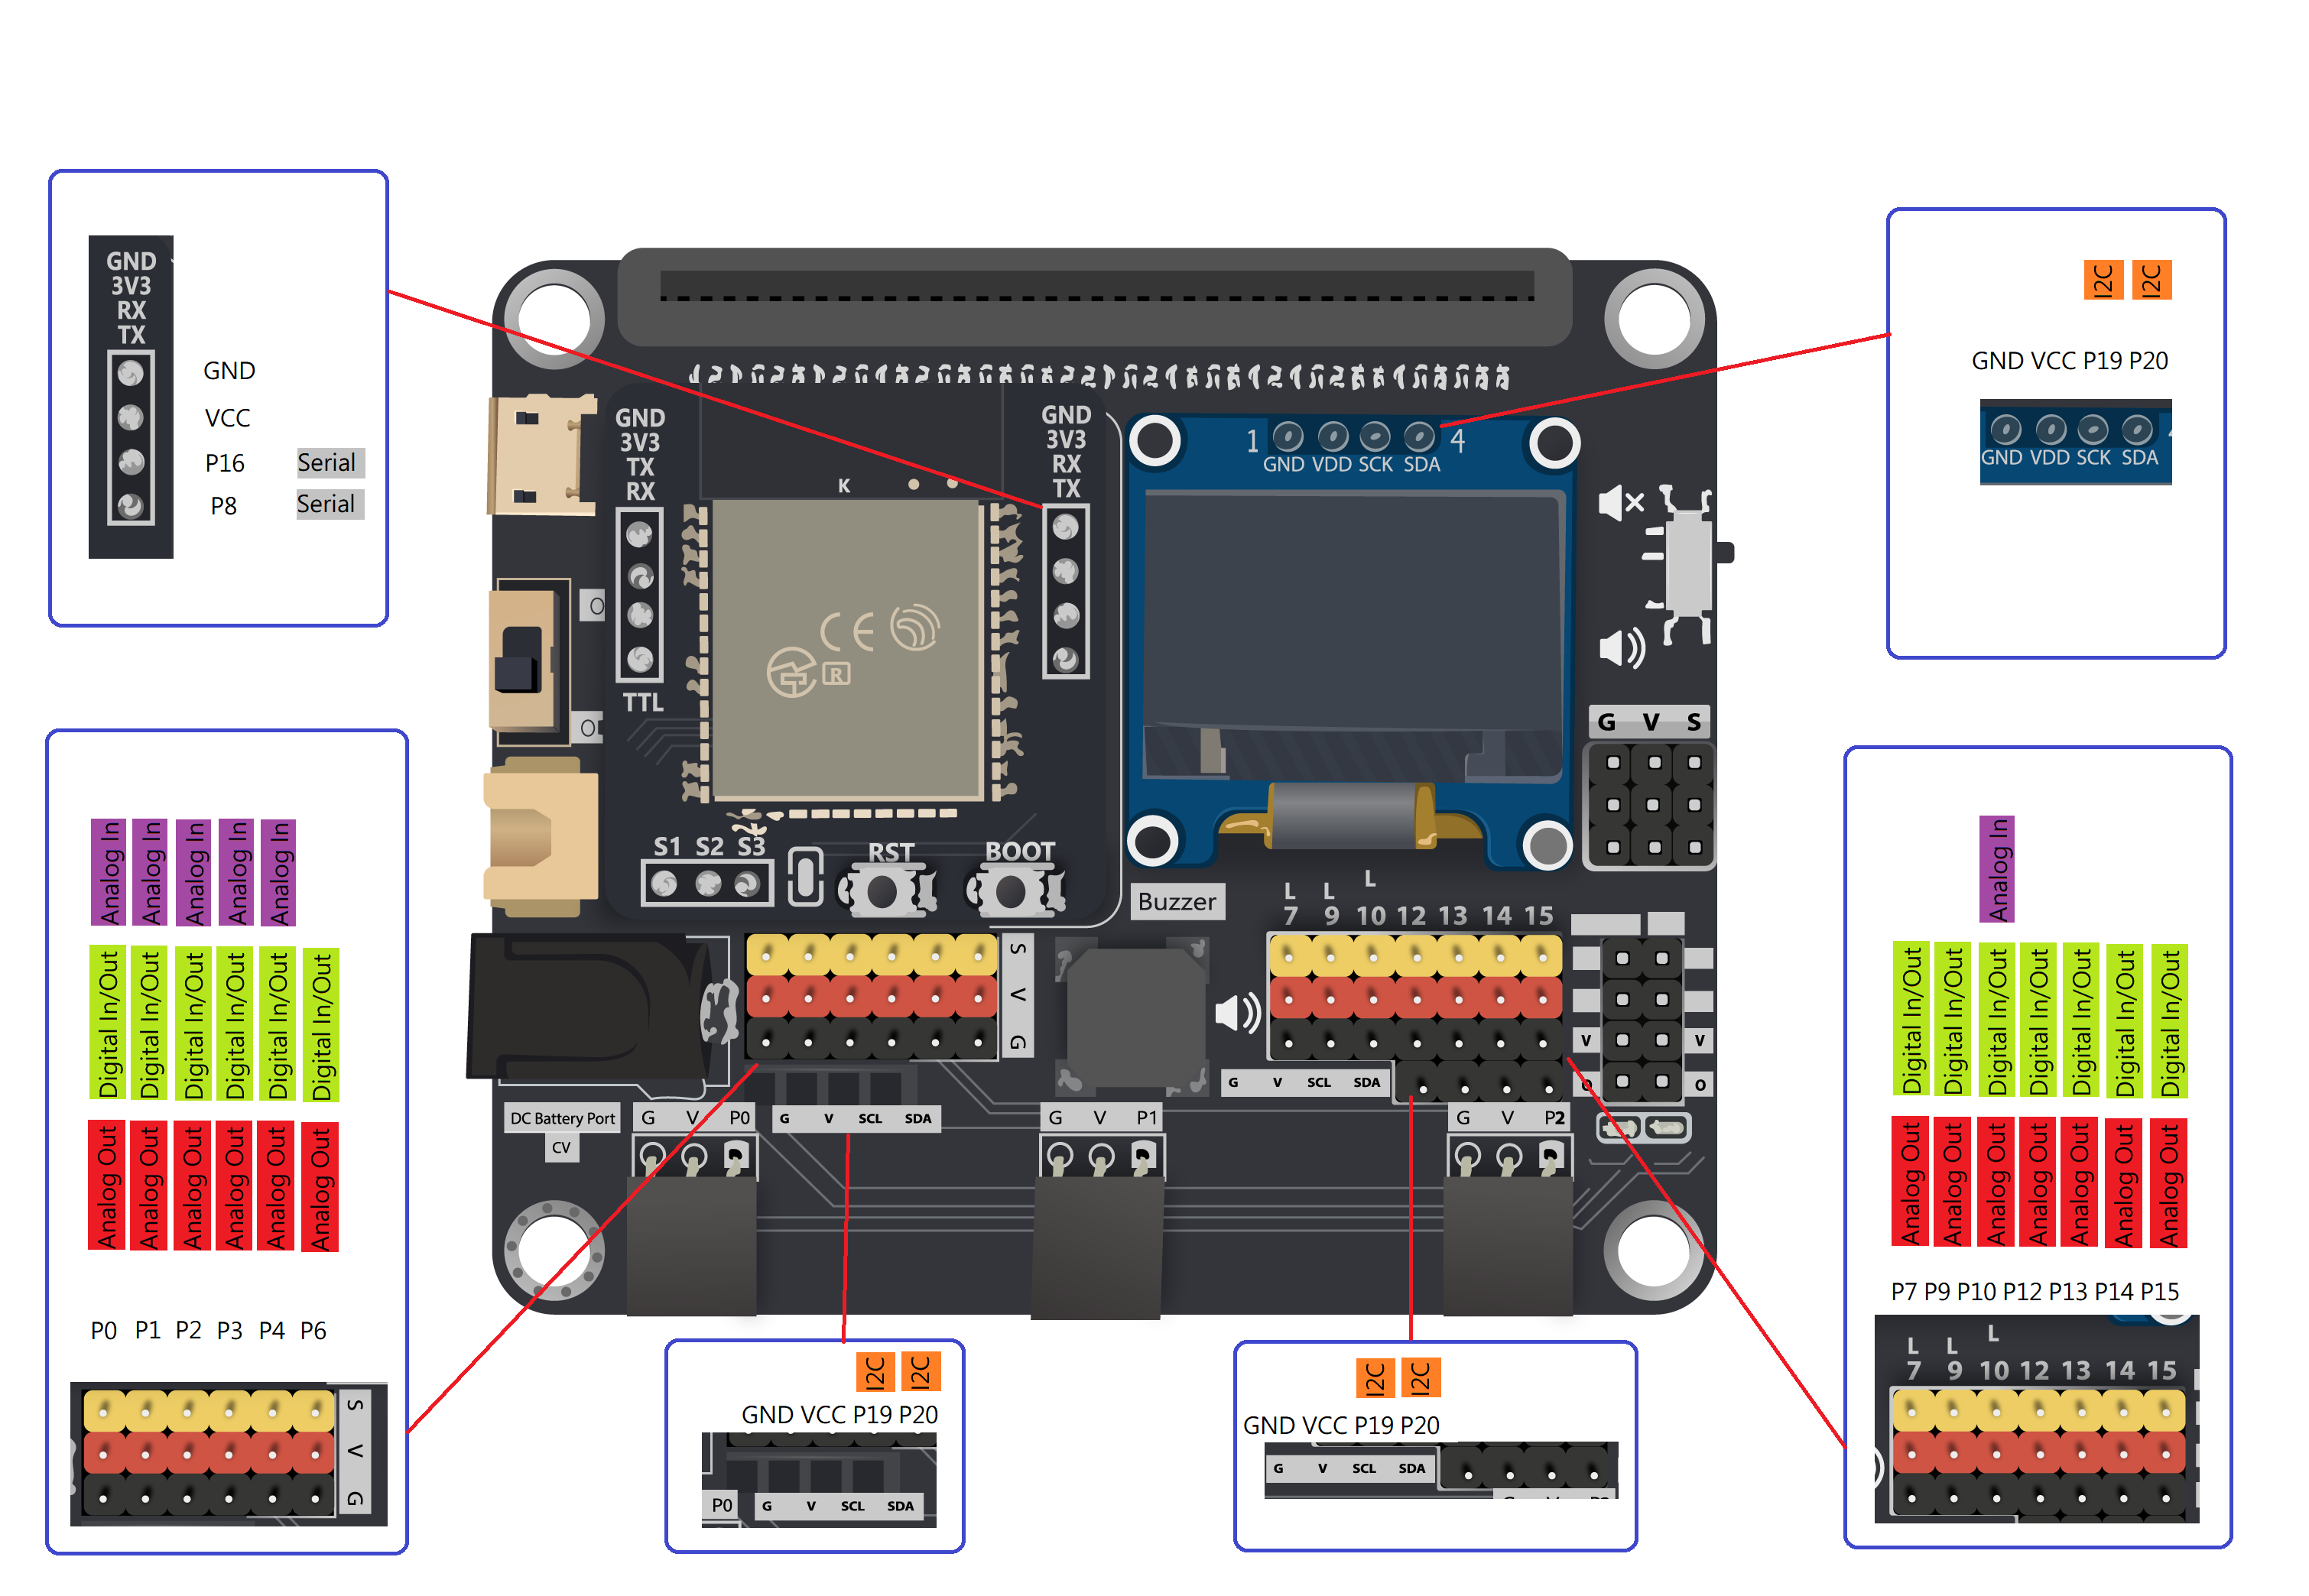 GND
3V3
RX
TX
GND
VCC
P16 Serial
P8 Serial
I2C I2C
GND VCC P19 P20
GND VDD SCK SDA
GND
3V3
TX
RX
TTL
K
CE
R
GND
3V3
RX
TX
1 4
GND VDD SCK SDA
G V S
S1 S2 S3
RST
BOOT
Buzzer
L L L
7 9 10 12 13 14 15
S
V
G
G V SCL SDA
V V
O O
DC Battery Port
CV
G V P0
G V SCL SDA
G V P1
G V P2
Analog In Analog In Analog In Analog In Analog In
Digital In/Out Digital In/Out Digital In/Out Digital In/Out Digital In/Out Digital In/Out
Analog Out Analog Out Analog Out Analog Out Analog Out Analog Out
P0 P1 P2 P3 P4 P6
S
V
G
I2C I2C
GND VCC P19 P20
P0 G V SCL SDA
I2C I2C
GND VCC P19 P20
G V SCL SDA
Analog In
Digital In/Out Digital In/Out Digital In/Out Digital In/Out Digital In/Out Digital In/Out Digital In/Out
Analog Out Analog Out Analog Out Analog Out Analog Out Analog Out Analog Out
P7 P9 P10 P12 P13 P14 P15
L L L
7 9 10 12 13 14 15